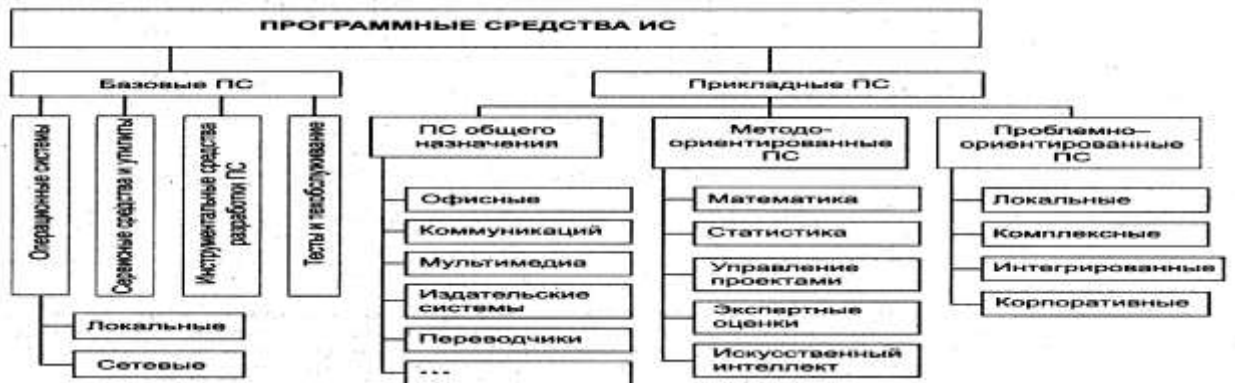 ПРОГРАММНЫЕ СРЕДСТВА ИС
Базовые ПС
Прикладные ПС
Операционные системы
Сервисные средства и утилиты
Инструментальные средства
разработки ПС
Тесты и техобслуживание
Локальные
Сетевые
ПС общего
назначения
Офисные
Коммуникаций
Мультимедиа
Издательские
системы
Переводчики
...
Методо-
ориентированные
ПС
Математика
Статистика
Управление
проектами
Экспертные
оценки
Искусственный
интеллект
Проблемно-
ориентированные
ПС
Локальные
Комплексные
Интегрированные
Корпоративные